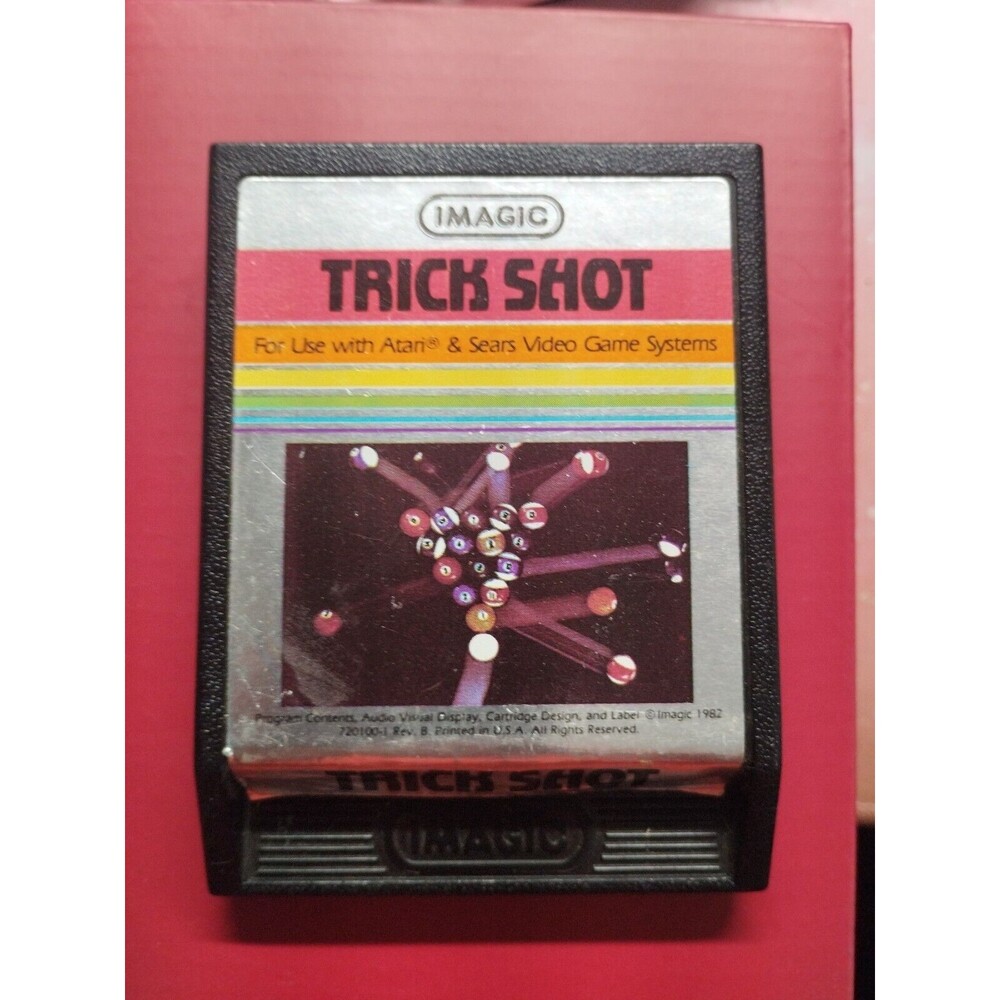 IMAGIC
TRICK SHOT
For Use with Atari® & Sears Video Game Systems
Program Contents, Audio Visual Display, Cartridge Design, and Label © Imagic 1982
720100-1 Rev. B. Printed in U.S.A. All Rights Reserved.
TRICK SHOT
IMAGIC